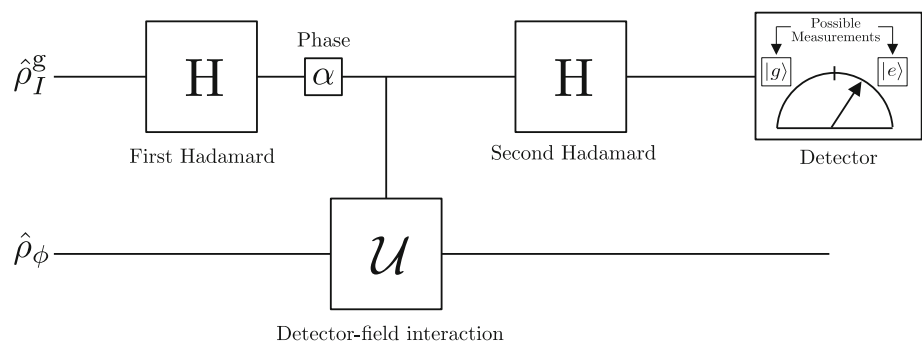 Possible
Measurements
|g⟩
|e⟩
Phase
ρ̂_I^g
H
α
H
First Hadamard
Second Hadamard
Detector
ρ̂_ϕ
𝒰
Detector-field interaction